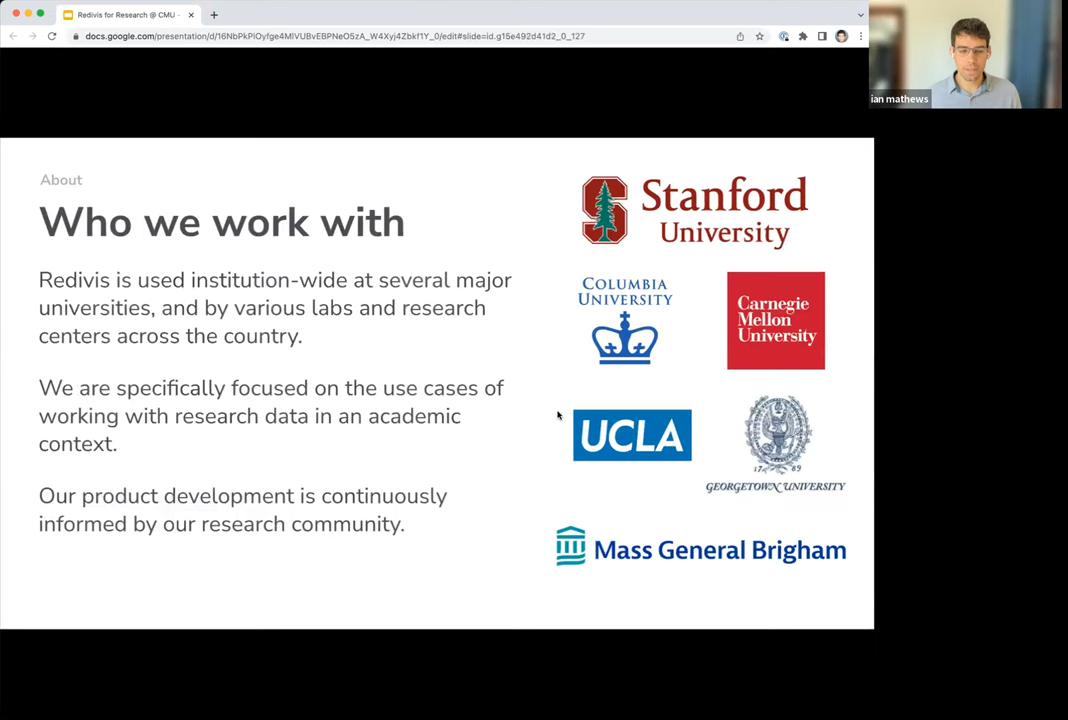 Redivis for Research @ CMU -
docs.google.com/presentation/d/16NbPkPlOyfge4MIVUBvEBPNeO5zA_W4Xyj4Zbkf1Y_0/edit#slide=id.g15e492d41d2_0_127
ian mathews
About
Who we work with
Redivis is used institution-wide at several major
universities, and by various labs and research
centers across the country.
We are specifically focused on the use cases of
working with research data in an academic
context.
Our product development is continuously
informed by our research community.
Stanford
University
COLUMBIA
UNIVERSITY
Carnegie
Mellon
University
UCLA
17 89
GEORGETOWN UNIVERSITY
Mass General Brigham